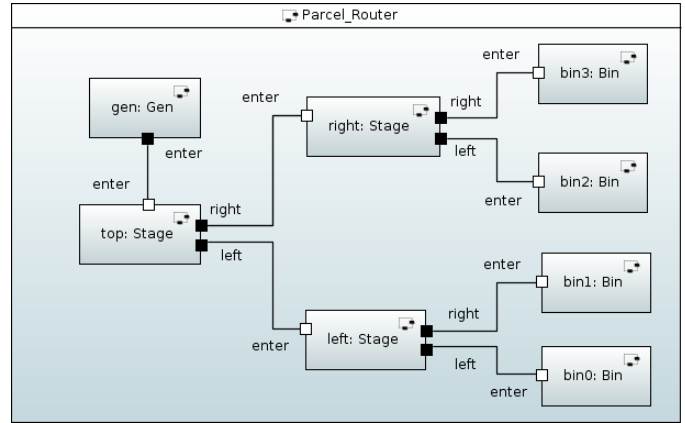 Parcel_Router
gen: Gen
enter
enter
top: Stage
right
left
enter
right: Stage
right
left
enter
bin3: Bin
enter
bin2: Bin
enter
left: Stage
right
left
enter
bin1: Bin
enter
bin0: Bin